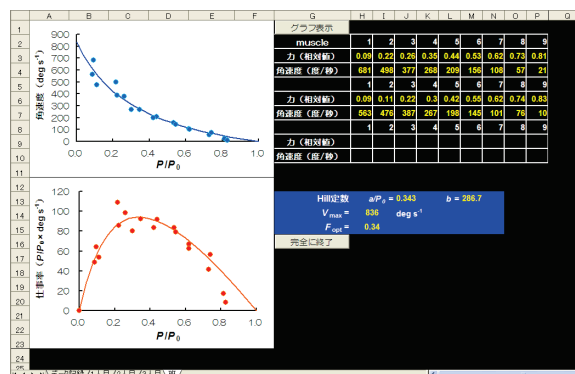 A B C D E F G H I J K L M N O P Q
1 グラフ表示
2 muscle 1 2 3 4 5 6 7 8 9
3 力（相対値） 0.09 0.22 0.26 0.35 0.44 0.53 0.62 0.73 0.81
4 角速度（度/秒） 681 498 377 268 209 156 108 57 21
5 1 2 3 4 5 6 7 8 9
6 力（相対値） 0.09 0.11 0.22 0.3 0.42 0.55 0.62 0.74 0.83
7 角速度（度/秒） 563 476 387 267 198 145 101 76 10
8 1 2 3 4 5 6 7 8 9
9 力（相対値）
10 角速度（度/秒）
11
12
13 Hill定数 a/P₀ = 0.343 b = 286.7
14 V max = 836 deg s⁻¹
15 F opt = 0.34
16 完全に終了
17
18
19
20
21
22
23
24
25
角速度 (deg s⁻¹)
900
800
700
600
500
400
300
200
100
0
0.0 0.2 0.4 0.6 0.8 1.0
P/P₀
仕事率 (P/P₀ × deg s⁻¹)
120
100
80
60
40
20
0
0.0 0.2 0.4 0.6 0.8 1.0
P/P₀